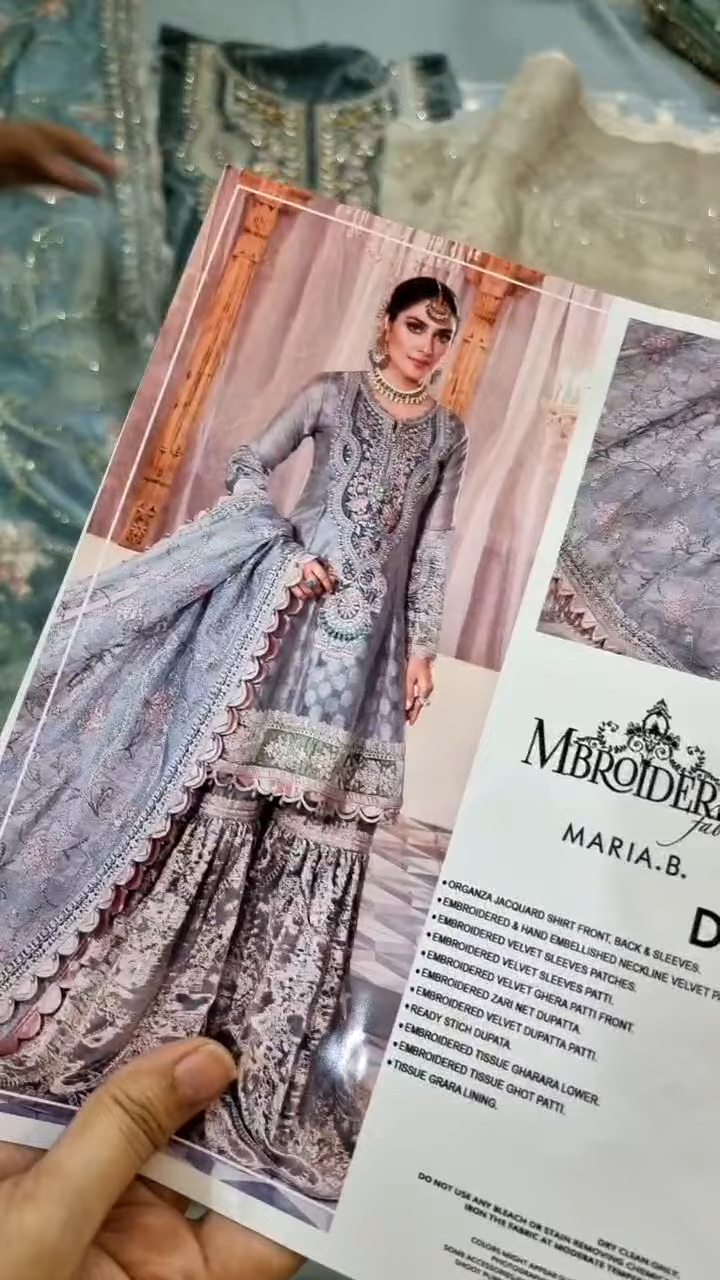 MBROIDER
MARIA.B.
D
•ORGANZA JACQUARD SHIRT FRONT, BACK & SLEEVES.
•EMBROIDERED & HAND EMBELLISHED NECKLINE VELVET
•EMBROIDERED VELVET SLEEVES PATCHES.
•EMBROIDERED VELVET SLEEVES PATTI.
•EMBROIDERED VELVET GHERA PATTI FRONT.
•EMBROIDERED ZARI NET DUPATTA.
•EMBROIDERED VELVET DUPATTA PATTI.
•READY STICH DUPATA.
•EMBROIDERED TISSUE GHARARA LOWER.
•EMBROIDERED TISSUE GHOT PATTI.
•TISSUE GRARA LINING.
DRY CLEAN ONLY.
DO NOT USE ANY BLEACH OR STAIN REMOVING
IRON THE FABRIC AT MODERATE
COLORS MIGHT